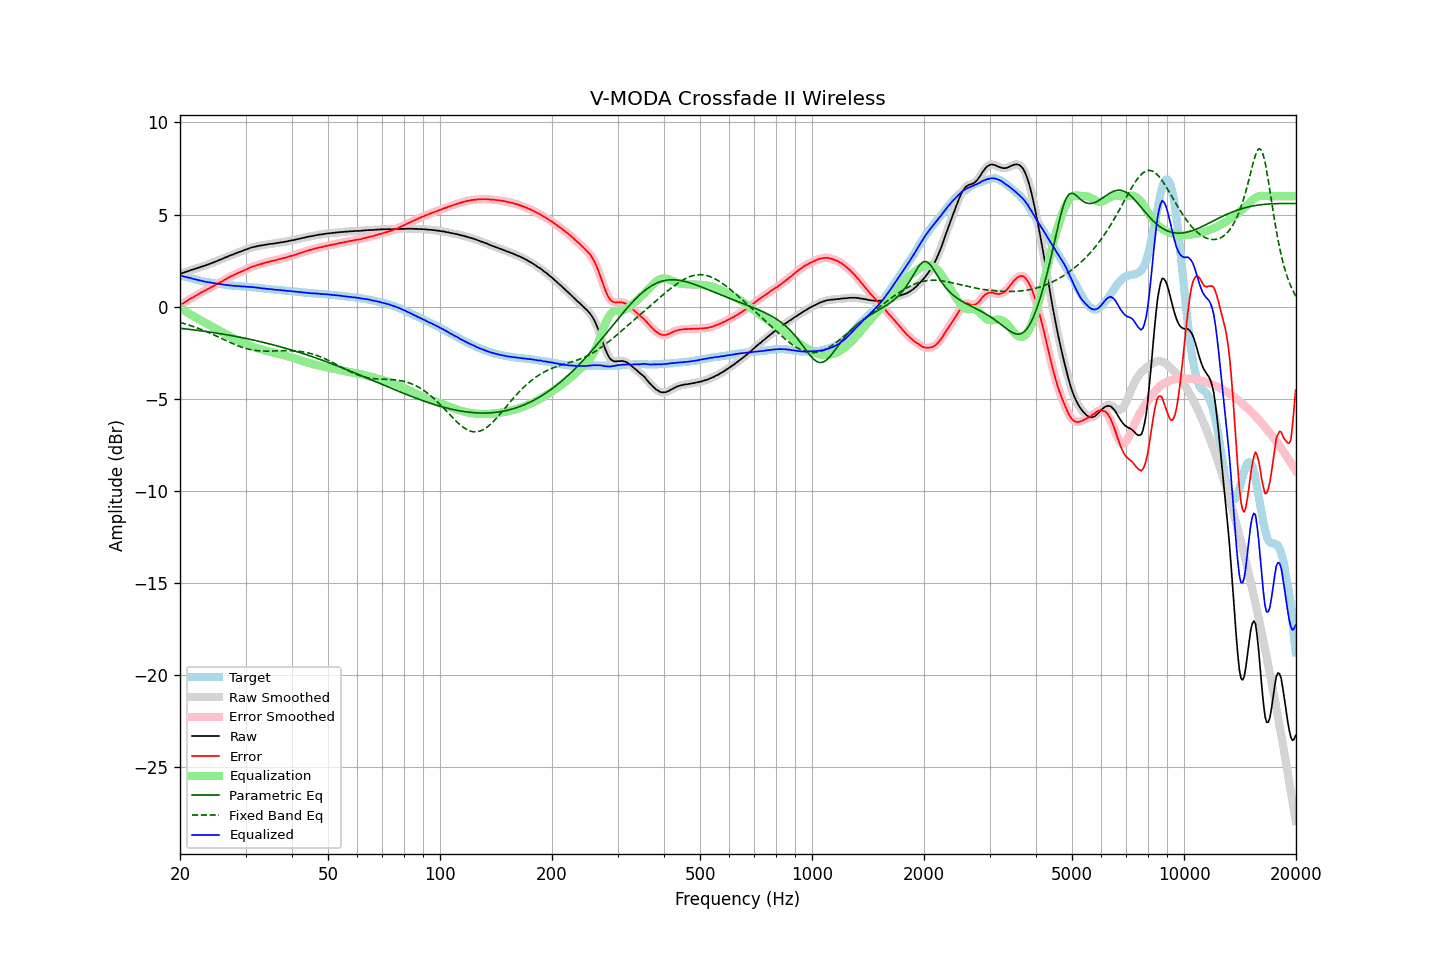 V-MODA Crossfade II Wireless
Amplitude (dBr)
10
5
0
−5
−10
−15
−20
−25
Target
Raw Smoothed
Error Smoothed
Raw
Error
Equalization
Parametric Eq
Fixed Band Eq
Equalized
20 50 100 200 500 1000 2000 5000 10000 20000
Frequency (Hz)